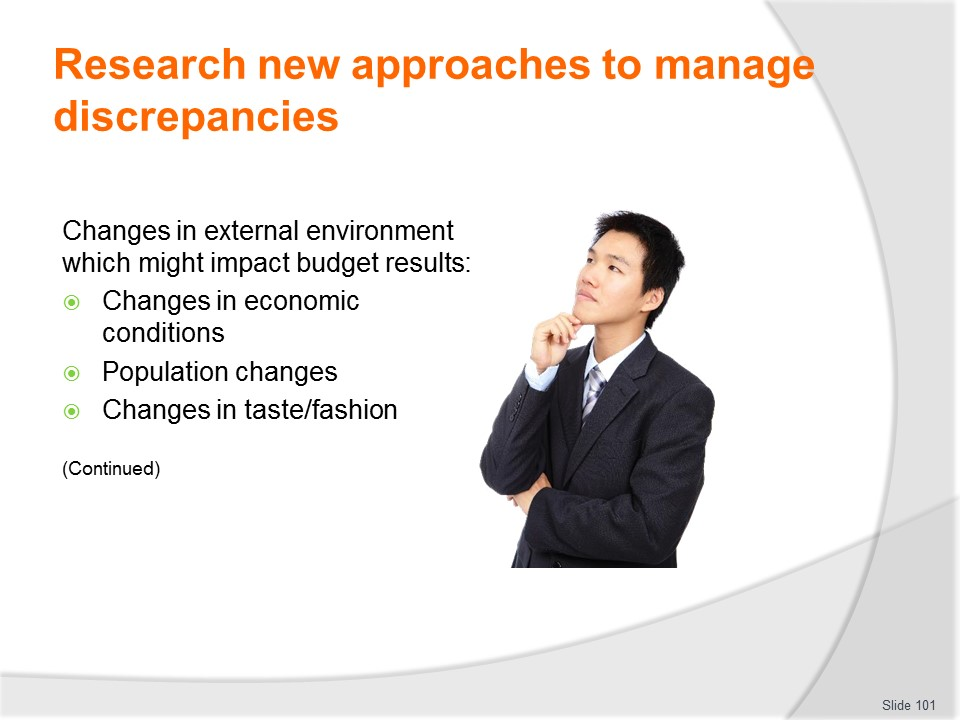 Research new approaches to manage
discrepancies
Changes in external environment
which might impact budget results:
Changes in economic
conditions
Population changes
Changes in taste/fashion
(Continued)
Slide 101